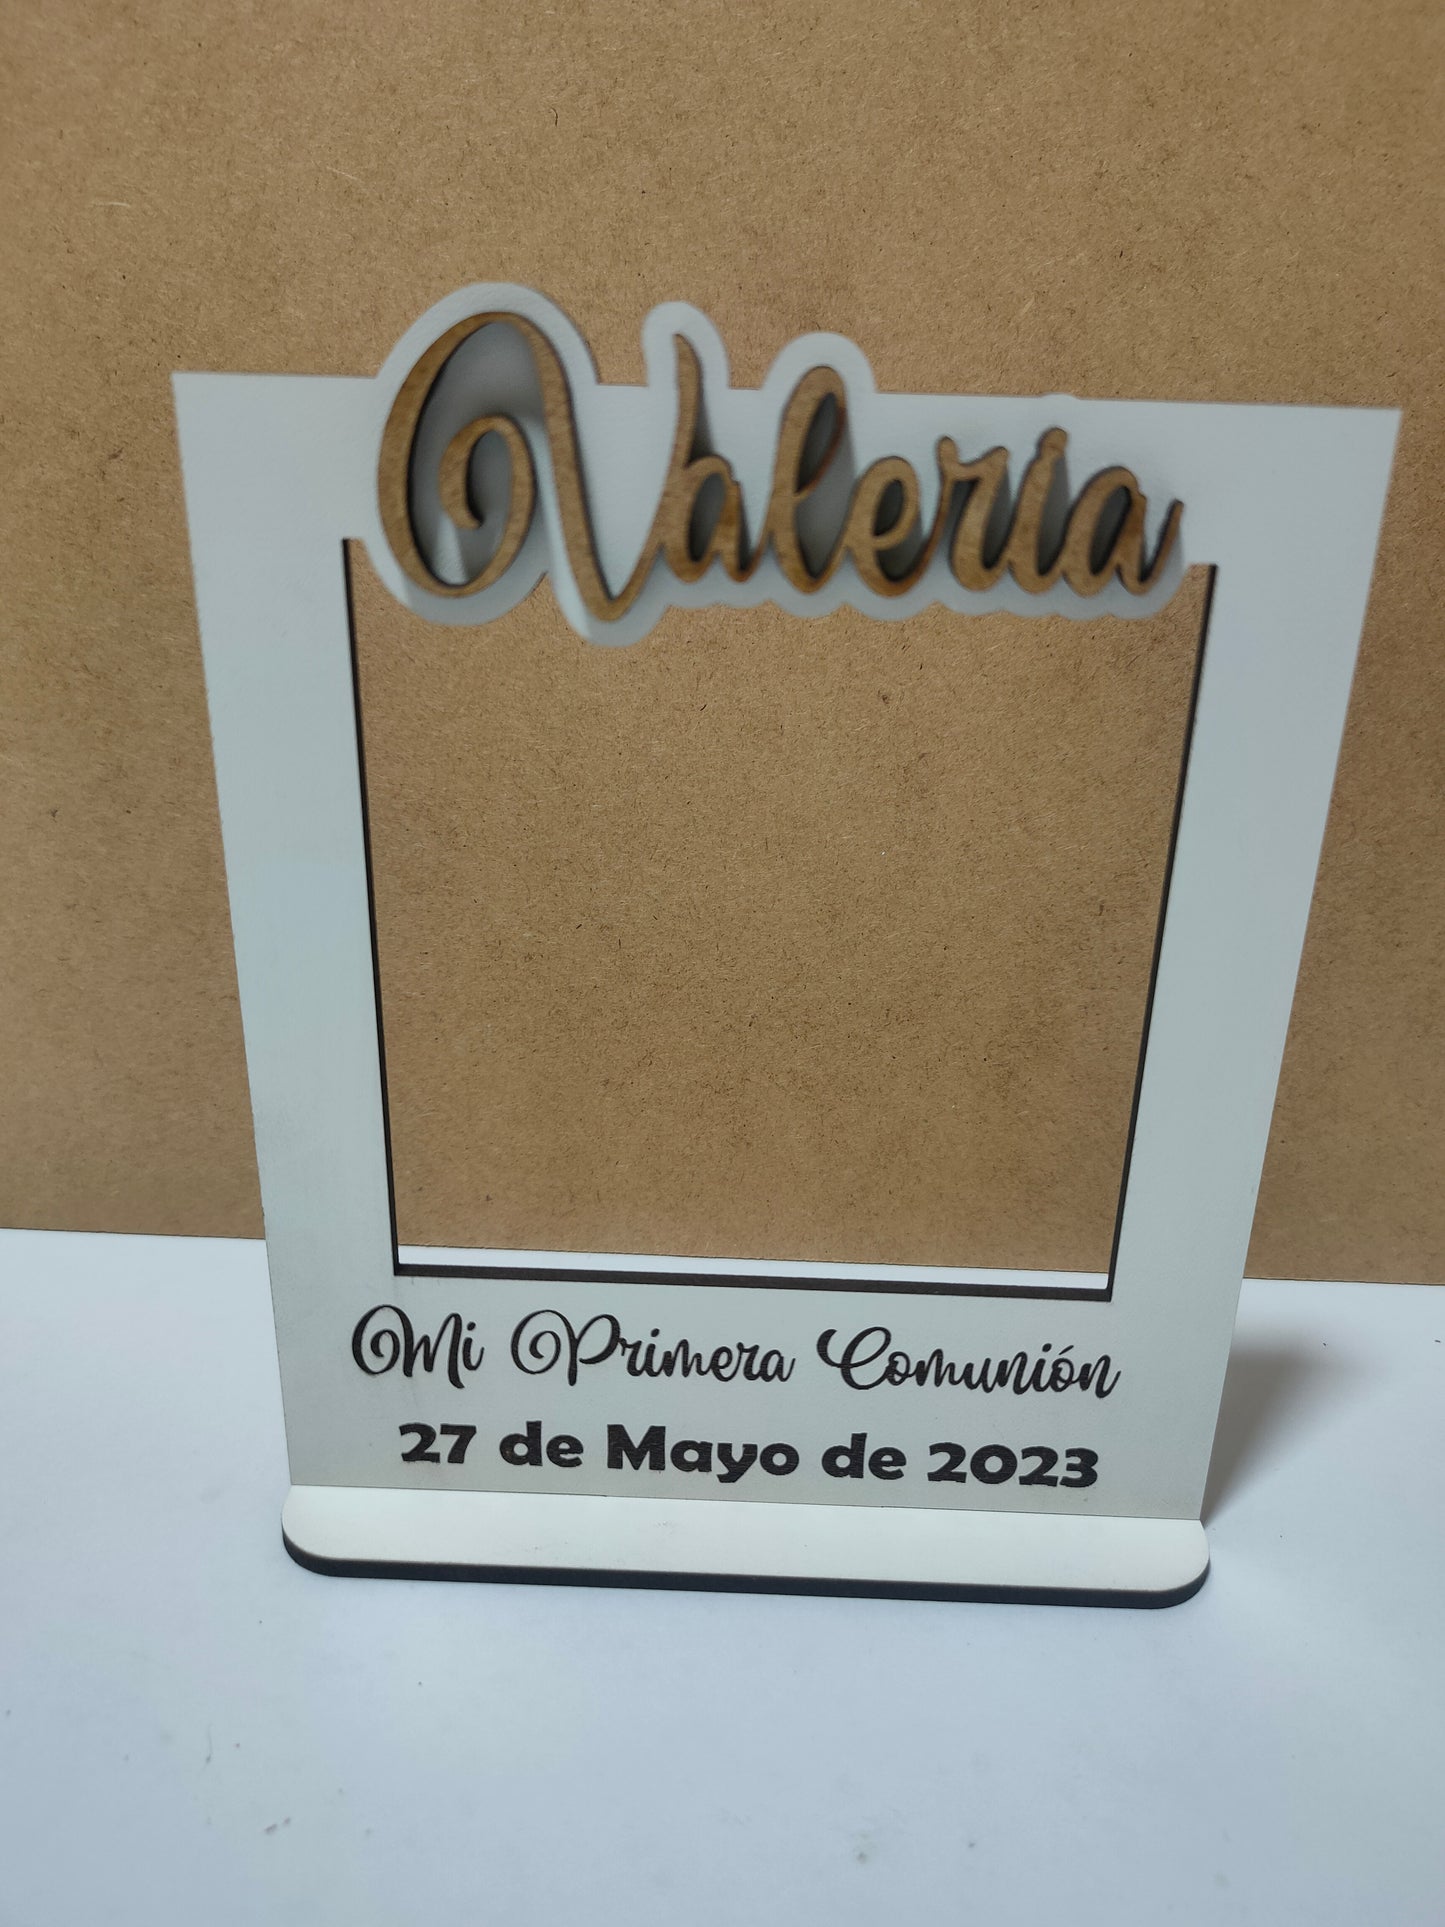 Valeria
Mi Primera Comunión
27 de Mayo de 2023